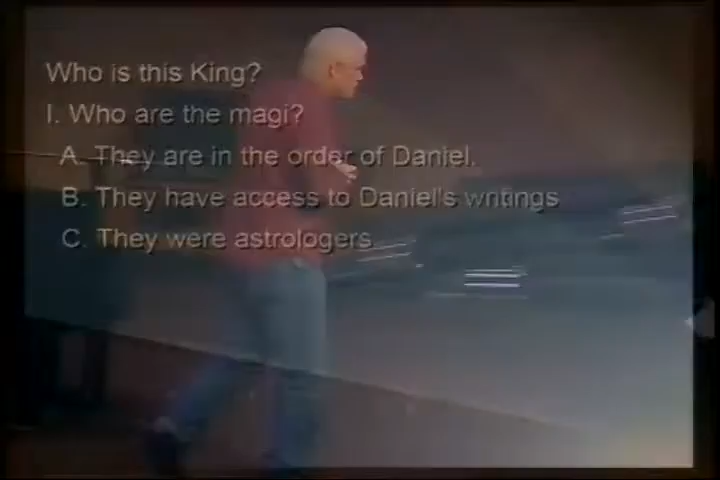 Who is this King?
I. Who are the magi?
A. They are in the order of Daniel.
B. They have access to Daniel's writings
C. They were astrologers